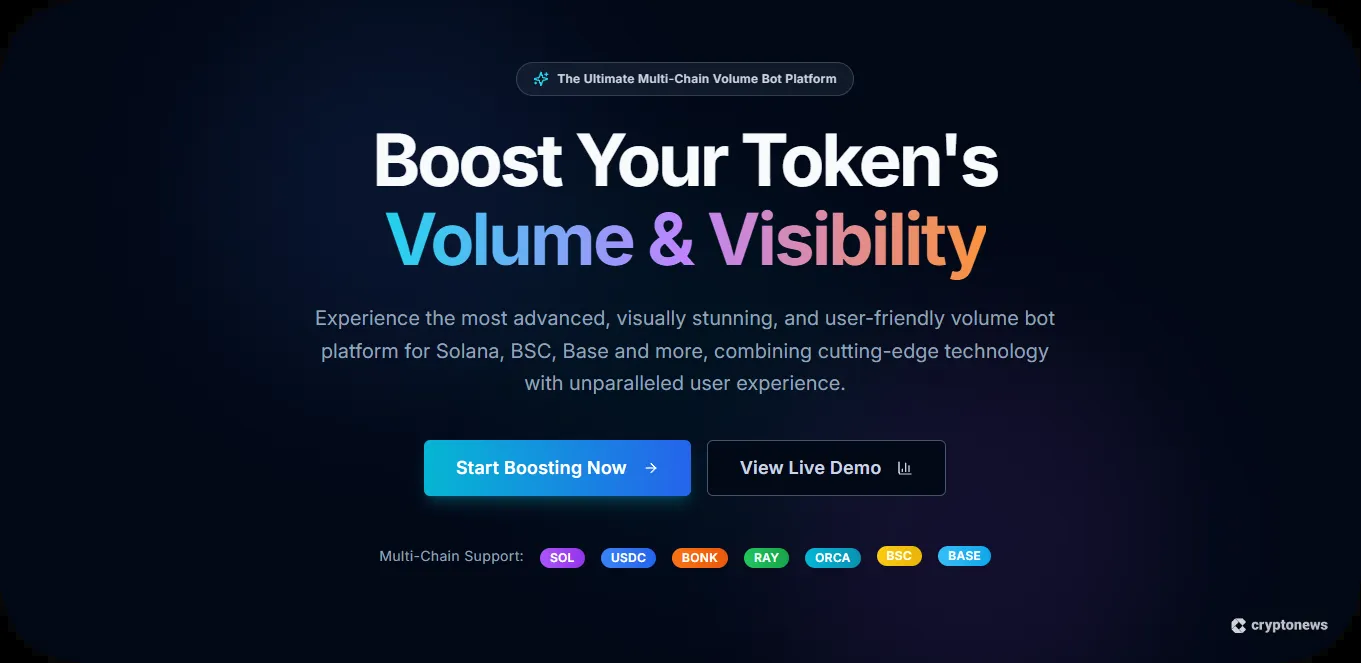 The Ultimate Multi-Chain Volume Bot Platform
Boost Your Token's
Volume & Visibility
Experience the most advanced, visually stunning, and user-friendly volume bot
platform for Solana, BSC, Base and more, combining cutting-edge technology
with unparalleled user experience.
Start Boosting Now
View Live Demo
Multi-Chain Support: SOL USDC BONK RAY ORCA BSC BASE
cryptonews